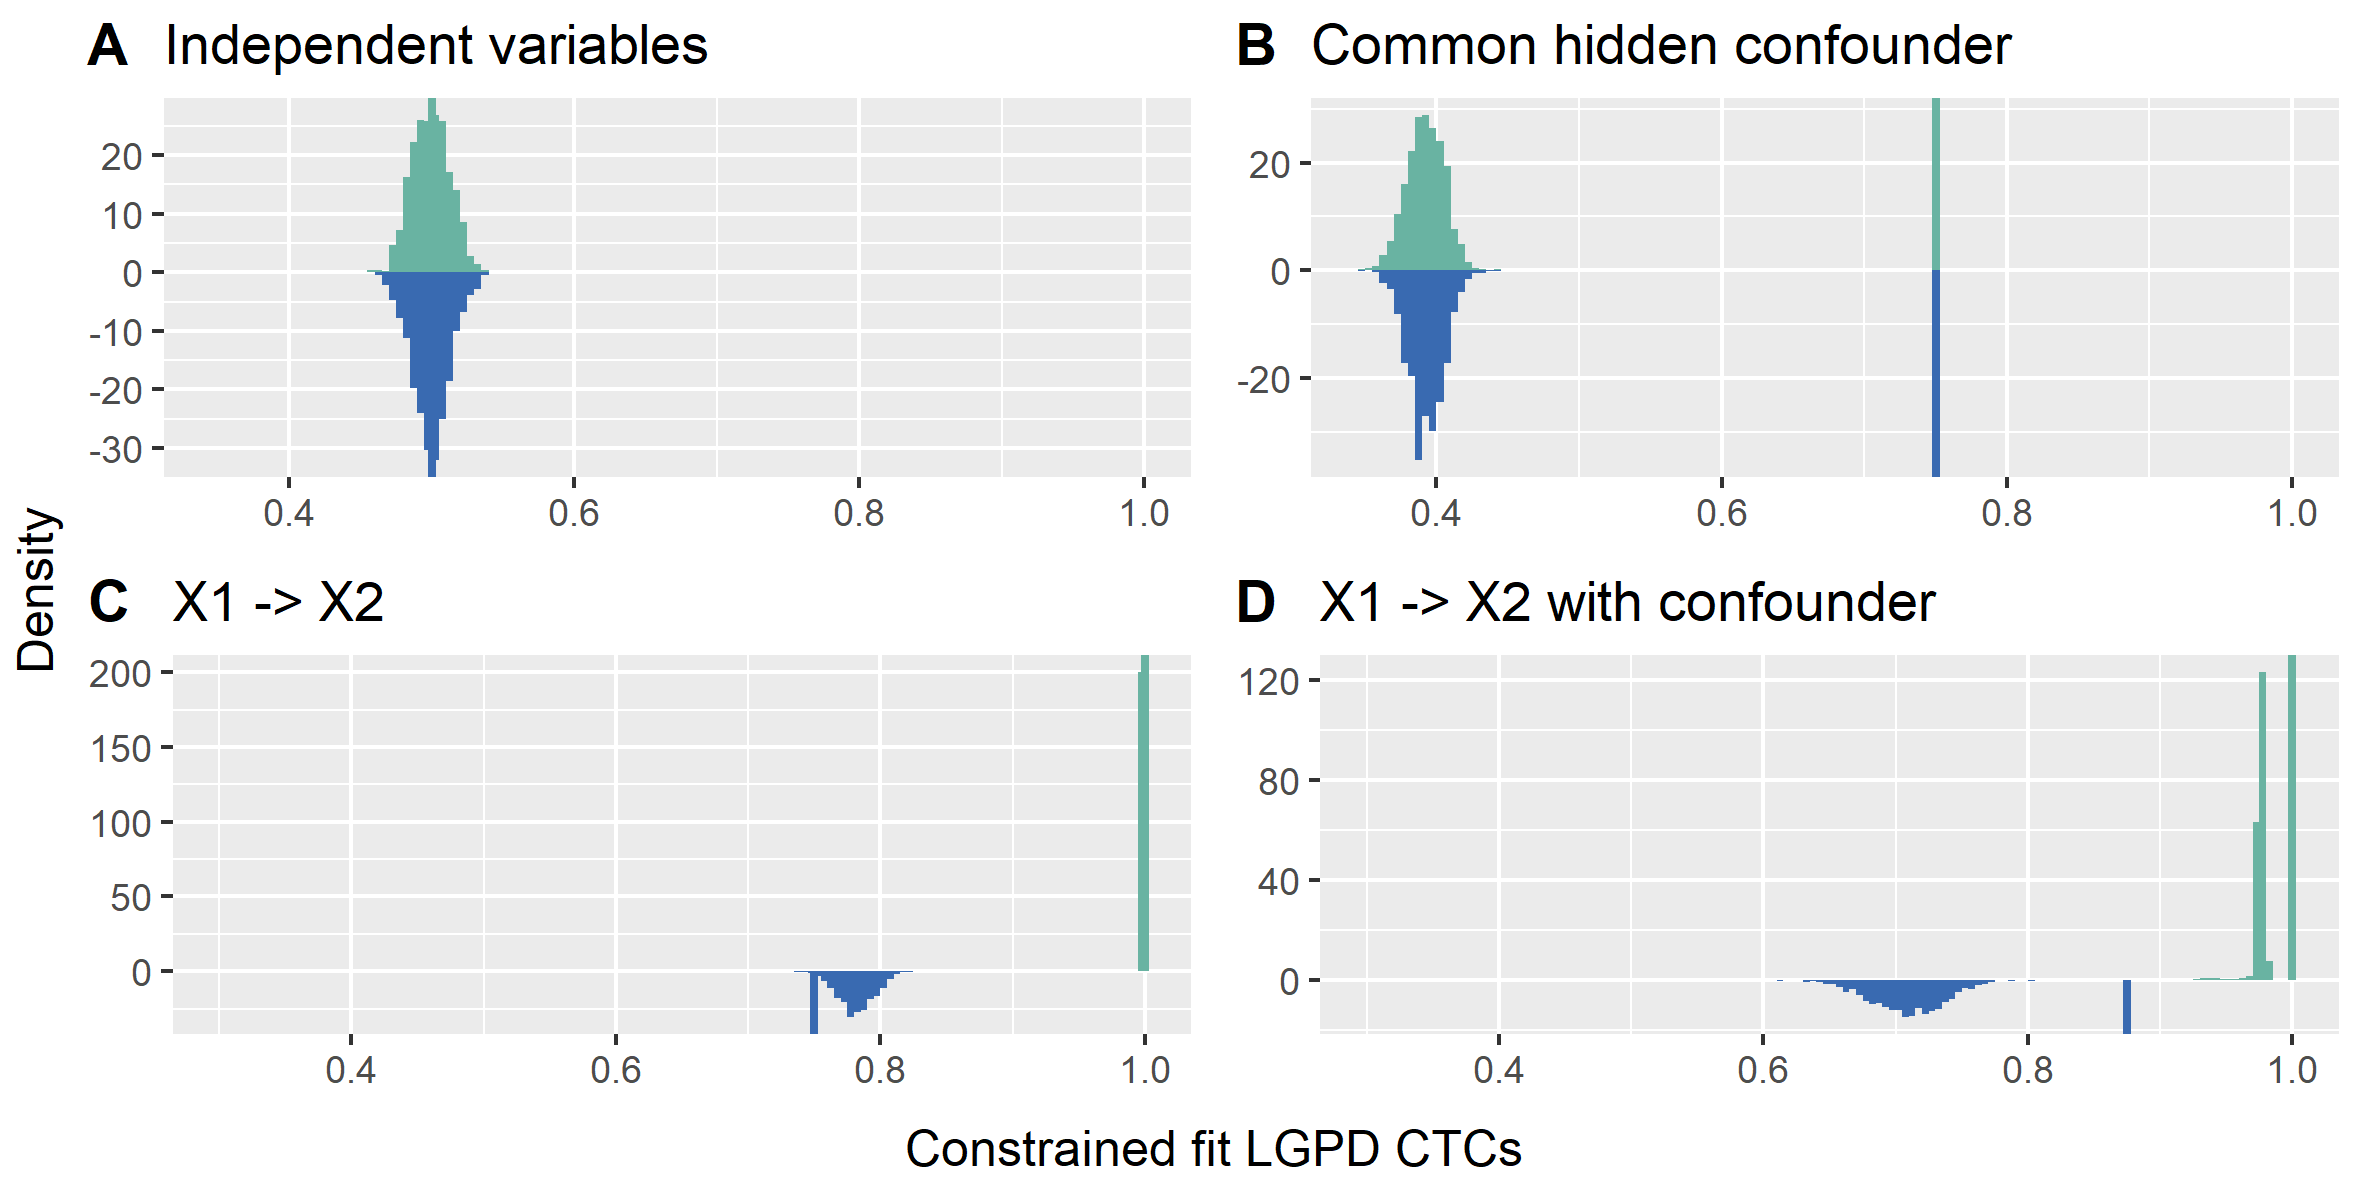 A Independent variables
20
10
0
-10
-20
-30
0.4 0.6 0.8 1.0
B Common hidden confounder
20
0
-20
0.4 0.6 0.8 1.0
Density
C X1 -> X2
200
150
100
50
0
0.4 0.6 0.8 1.0
D X1 -> X2 with confounder
120
80
40
0
0.4 0.6 0.8 1.0
Constrained fit LGPD CTCs